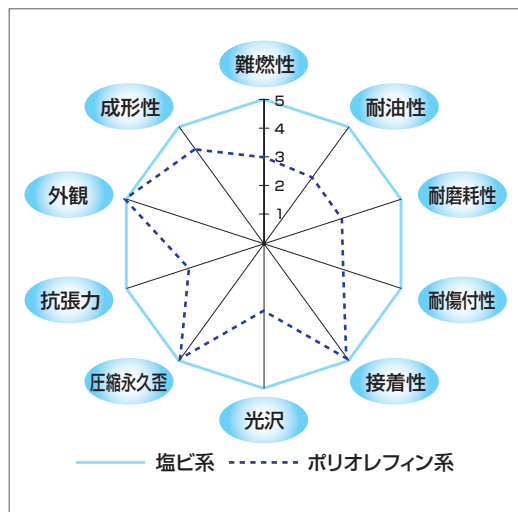 難燃性
成形性
耐油性
5
4
3
2
1
外観
耐磨耗性
抗張力
耐傷付性
圧縮永久歪
接着性
光沢
塩ビ系
ポリオレフィン系